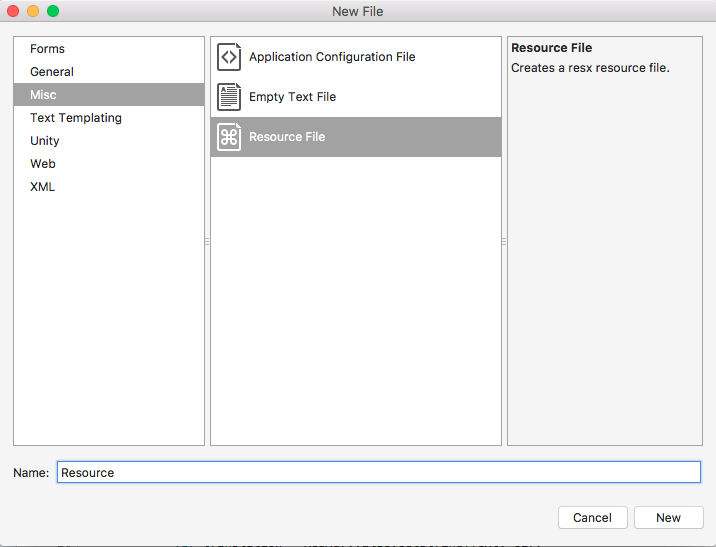 New File
Forms
General
Misc
Text Templating
Unity
Web
XML
Application Configuration File
Empty Text File
Resource File
Resource File
Creates a resx resource file.
Name: Resource
Cancel New